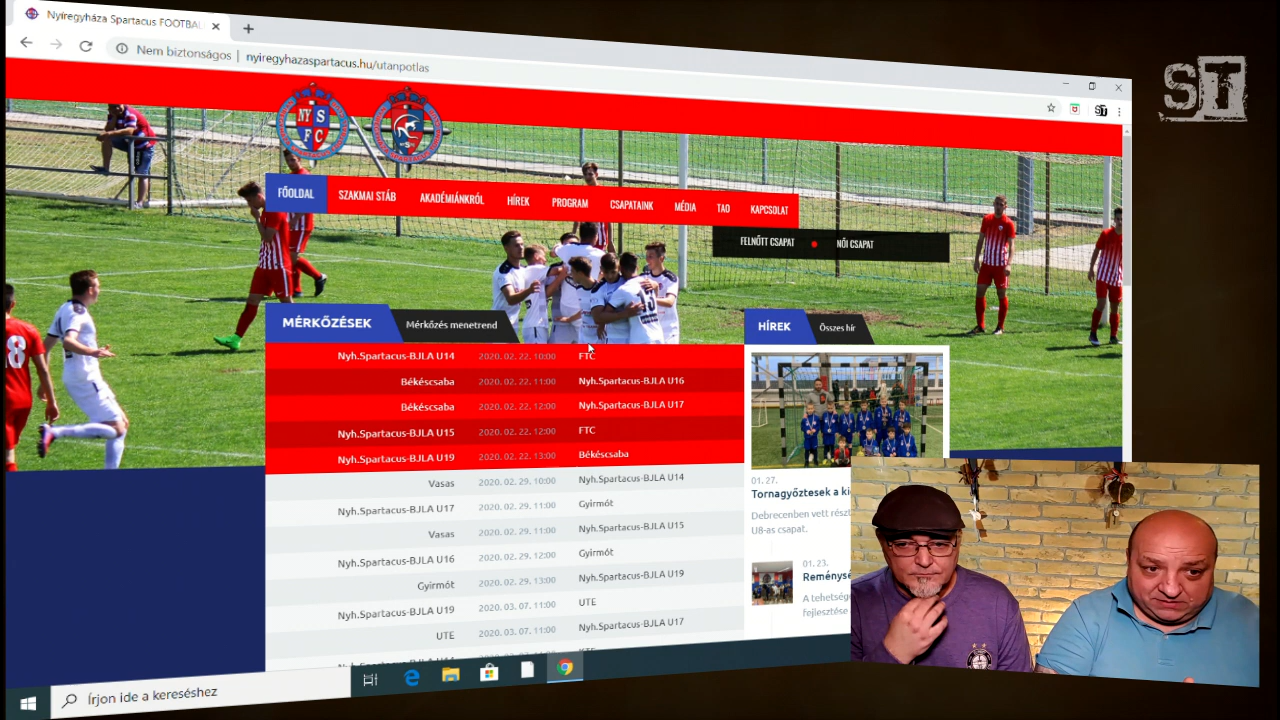 Nyíregyháza Spartacus FOOTBAL
Nem biztonságos | nyiregyhazaspartacus.hu/utanpotlas
ST
NY S
F C
FŐOLDAL SZAKMAI STÁB AKADÉMIÁNKRÓL HÍREK PROGRAM CSAPATAINK MÉDIA TAO KAPCSOLAT
FELNŐTT CSAPAT NŐI CSAPAT
MÉRKŐZÉSEK Mérkőzés menetrend
HÍREK Összes hír
Nyh.Spartacus-BJLA U14 2020. 02. 22. 10:00 FTC
Békéscsaba 2020. 02. 22. 11:00 Nyh.Spartacus-BJLA U16
Békéscsaba 2020. 02. 22. 12:00 Nyh.Spartacus-BJLA U17
Nyh.Spartacus-BJLA U15 2020. 02. 22. 12:00 FTC
Nyh.Spartacus-BJLA U19 2020. 02. 22. 13:00 Békéscsaba
Vasas 2020. 02. 29. 10:00 Nyh.Spartacus-BJLA U14
Nyh.Spartacus-BJLA U17 2020. 02. 29. 11:00 Gyirmót
Vasas 2020. 02. 29. 11:00 Nyh.Spartacus-BJLA U15
Nyh.Spartacus-BJLA U16 2020. 02. 29. 12:00 Gyirmót
Gyirmót 2020. 02. 29. 13:00 Nyh.Spartacus-BJLA U19
Nyh.Spartacus-BJLA U19 2020. 03. 07. 11:00 UTE
UTE 2020. 03. 07. 11:00 Nyh.Spartacus-BJLA U17
01. 27.
Tornagyőztesek a ki
Debrecenben vett részt
U8-as csapat.
01. 23.
Reménysé
A tehetsége
fejlesztése
Írjon ide a kereséshez